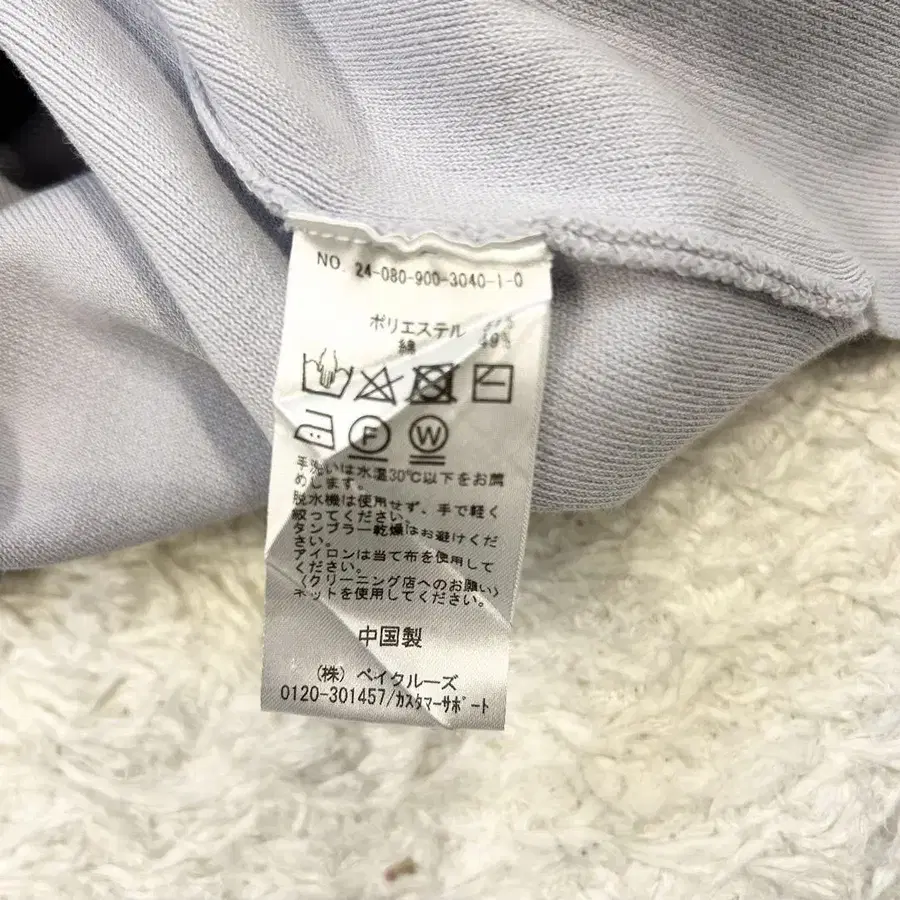 NO. 24-080-900-3040-1-0
ポリエステル
綿 49%
F W
手洗いは水温30℃以下をお薦
めします。
脱水機は使用せず、手で軽く
絞ってください。
タンブラー乾燥はお避けくだ
さい。
アイロンは当て布を使用して
ください。
〈クリーニング店へのお願い〉
ネットを使用してください。
中国製
(株) ベイクルーズ
0120-301457/カスタマーサポート